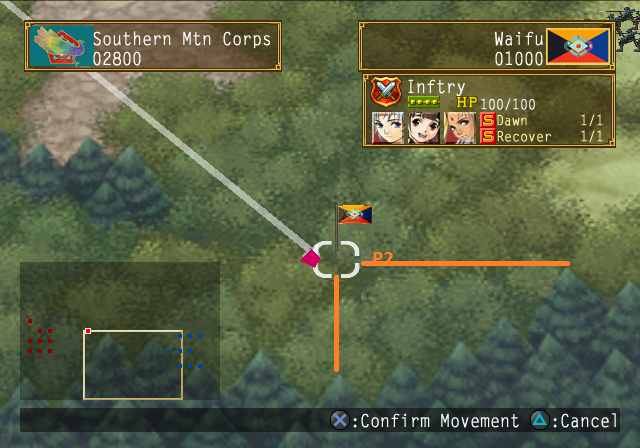 Southern Mtn Corps
02800
Waifu
01000
Inftry
HP 100/100
S Dawn 1/1
S Recover 1/1
P2
:Confirm Movement :Cancel